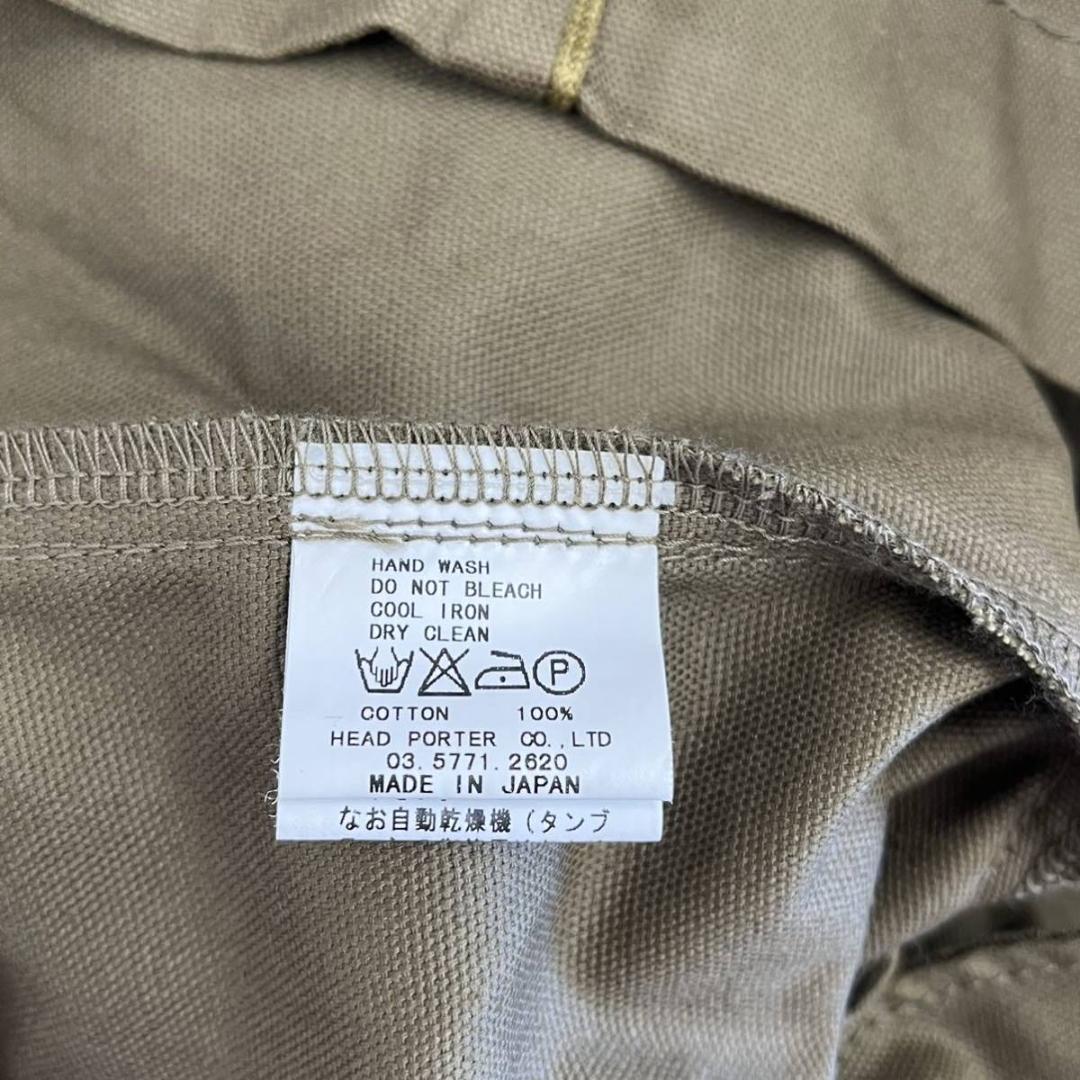 HAND WASH
DO NOT BLEACH
COOL IRON
DRY CLEAN
P
COTTON 100%
HEAD PORTER CO.,LTD
03.5771.2620
MADE IN JAPAN
なお自動乾燥機(タンブ